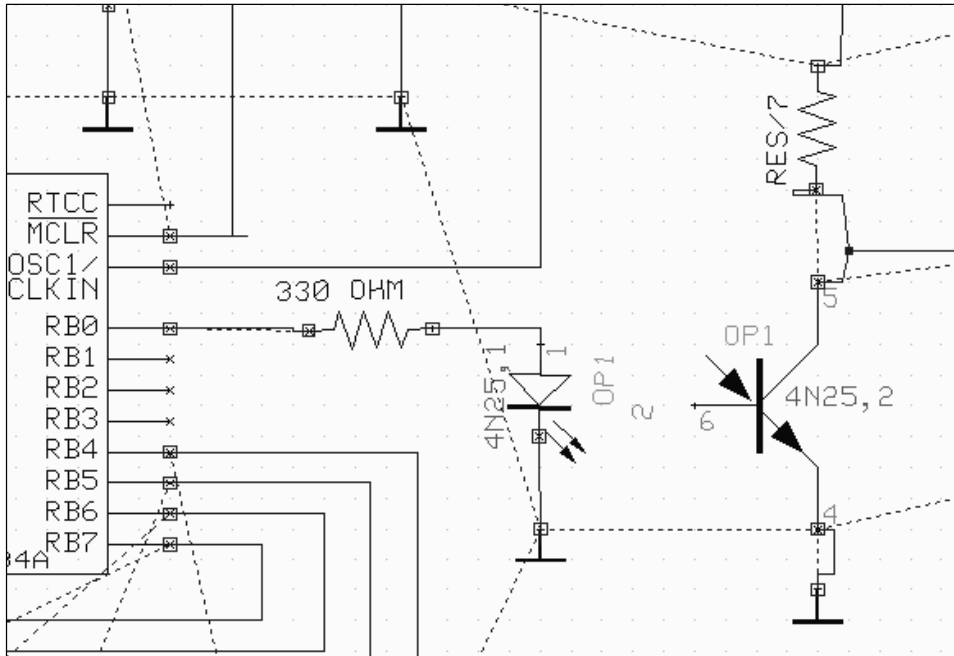 RTCC
MCLR
OSC1/
CLKIN
RB0
RB1
RB2
RB3
RB4
RB5
RB6
RB7
84A
330 OHM
4N25,1
1
OP1
2
RES/7
5
OP1
6
4N25,2
4